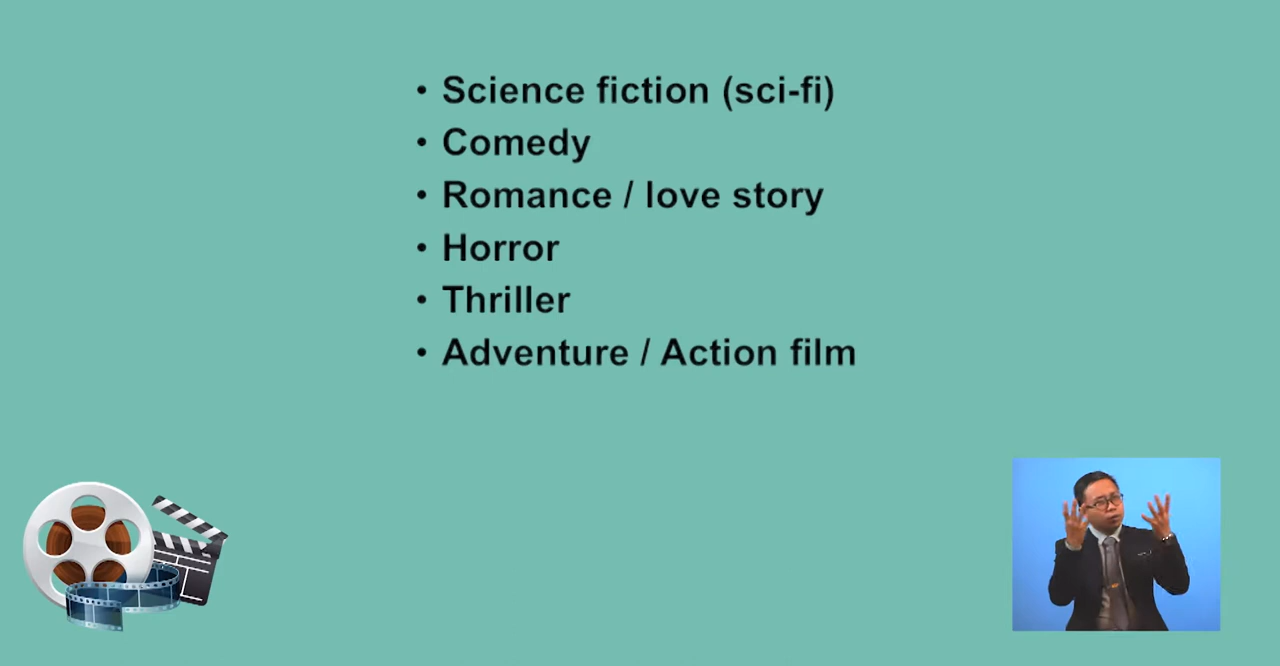 • Science fiction (sci-fi)
• Comedy
• Romance / love story
• Horror
• Thriller
• Adventure / Action film